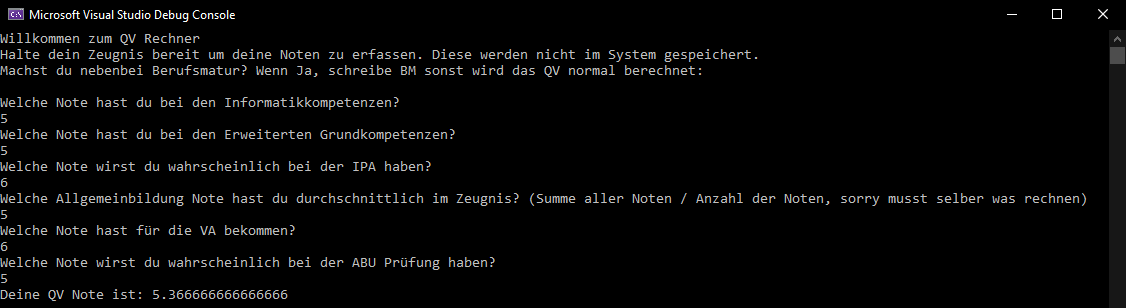 Microsoft Visual Studio Debug Console
Willkommen zum QV Rechner
Halte dein Zeugnis bereit um deine Noten zu erfassen. Diese werden nicht im System gespeichert.
Machst du nebenbei Berufsmatur? Wenn Ja, schreibe BM sonst wird das QV normal berechnet:
Welche Note hast du bei den Informatikkompetenzen?
5
Welche Note hast du bei den Erweiterten Grundkompetenzen?
5
Welche Note wirst du wahrscheinlich bei der IPA haben?
6
Welche Allgemeinbildung Note hast du durchschnittlich im Zeugnis? (Summe aller Noten / Anzahl der Noten, sorry musst selber was rechnen)
5
Welche Note hast für die VA bekommen?
6
Welche Note wirst du wahrscheinlich bei der ABU Prüfung haben?
5
Deine QV Note ist: 5.366666666666666